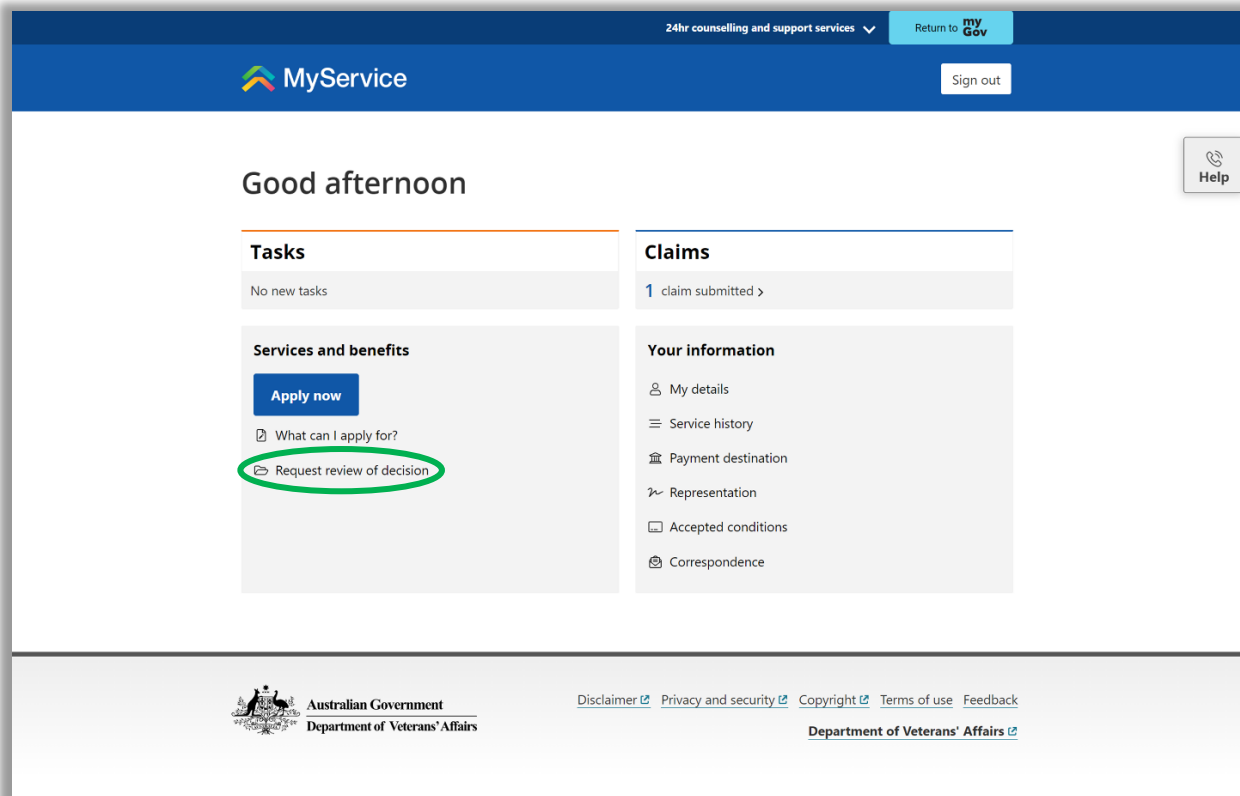 24hr counselling and support services
Return to myGov
MyService
Sign out
Help
Good afternoon
Tasks
No new tasks
Claims
1 claim submitted
Services and benefits
Apply now
What can I apply for?
Request review of decision
Your information
My details
Service history
Payment destination
Representation
Accepted conditions
Correspondence
Australian Government
Department of Veterans' Affairs
Disclaimer Privacy and security Copyright Terms of use Feedback
Department of Veterans' Affairs